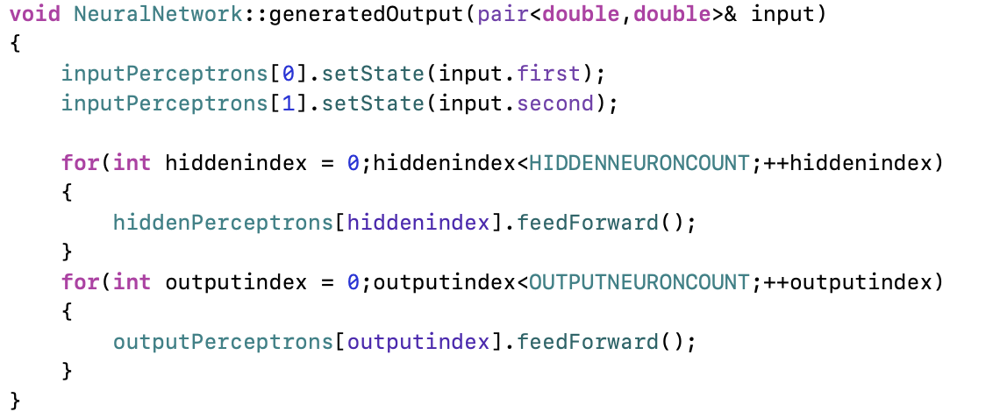 void NeuralNetwork::generatedOutput(pair<double,double>& input)
{
    inputPerceptrons[0].setState(input.first);
    inputPerceptrons[1].setState(input.second);

    for(int hiddenindex = 0;hiddenindex<HIDDENNEURONCOUNT;++hiddenindex)
    {
        hiddenPerceptrons[hiddenindex].feedForward();
    }
    for(int outputindex = 0;outputindex<OUTPUTNEURONCOUNT;++outputindex)
    {
        outputPerceptrons[outputindex].feedForward();
    }
}